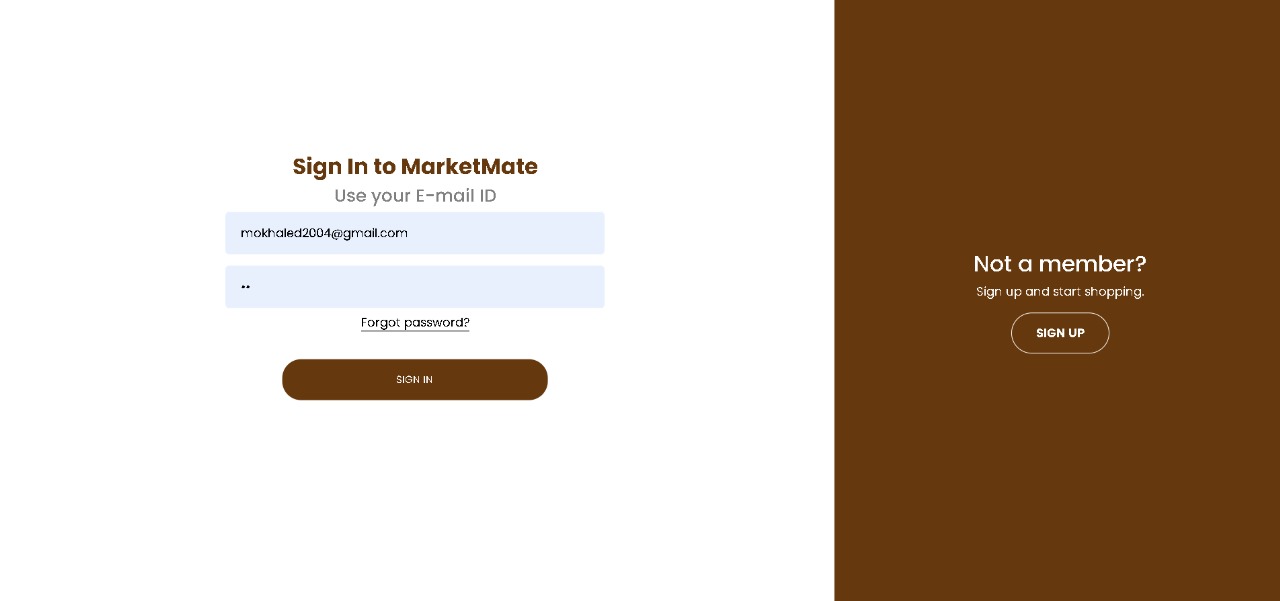 Sign In to MarketMate
Use your E-mail ID
mokhaled2004@gmail.com
••
Forgot password?
SIGN IN
Not a member?
Sign up and start shopping.
SIGN UP